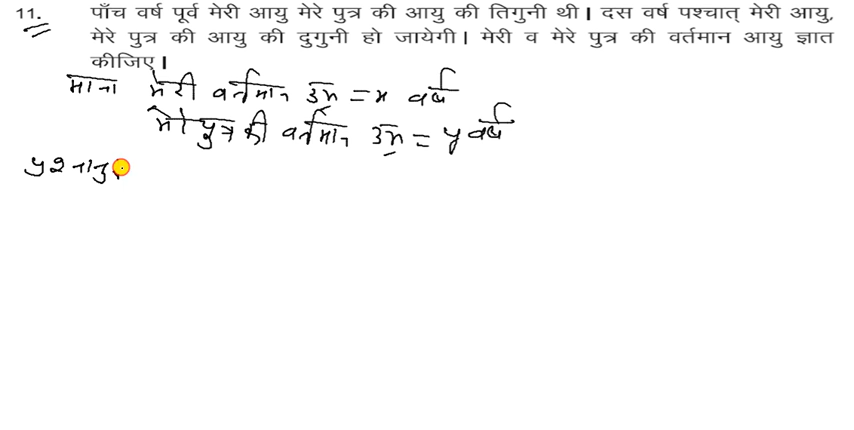 11. पाँच वर्ष पूर्व मेरी आयु मेरे पुत्र की आयु की तिगुनी थी। दस वर्ष पश्चात् मेरी आयु,
मेरे पुत्र की आयु की दुगुनी हो जायेगी। मेरी व मेरे पुत्र की वर्तमान आयु ज्ञात
कीजिए।
माना मेरी वर्तमान उम्र = x वर्ष
मेरे पुत्र की वर्तमान उम्र = y वर्ष
प्रश्नानु